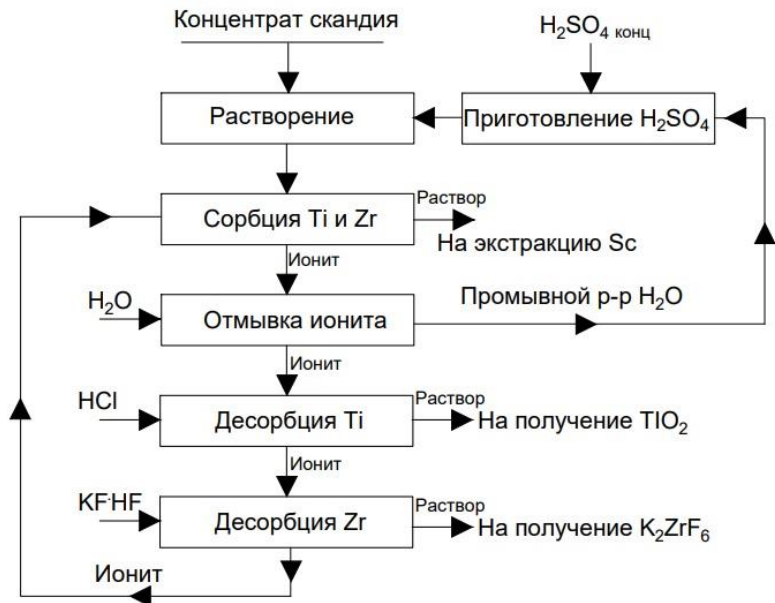 Концентрат скандия
H₂SO₄ конц
Растворение
Приготовление H₂SO₄
Сорбция Ti и Zr
Раствор
На экстракцию Sc
Ионит
H₂O
Отмывка ионита
Промывной р-р H₂O
Ионит
HCl
Десорбция Ti
Раствор
На получение TIO₂
Ионит
KF·HF
Десорбция Zr
Раствор
На получение K₂ZrF₆
Ионит